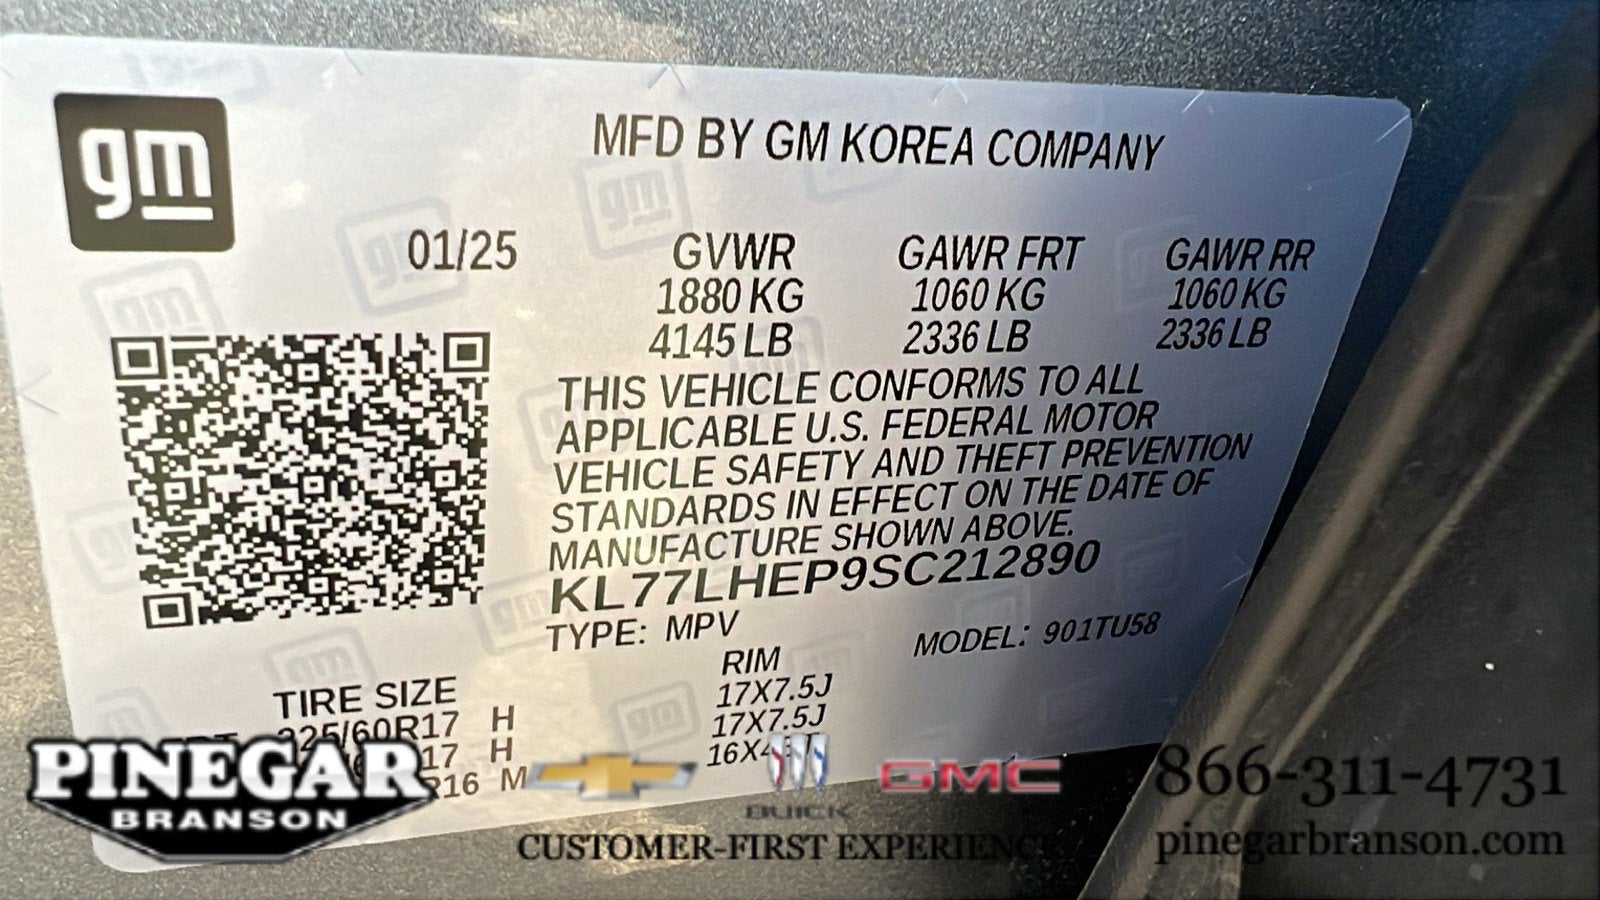 gm
MFD BY GM KOREA COMPANY
01/25
GVWR GAWR FRT GAWR RR
1880 KG 1060 KG 1060 KG
4145 LB 2336 LB 2336 LB
THIS VEHICLE CONFORMS TO ALL
APPLICABLE U.S. FEDERAL MOTOR
VEHICLE SAFETY AND THEFT PREVENTION
STANDARDS IN EFFECT ON THE DATE OF
MANUFACTURE SHOWN ABOVE.
KL77LHEP9SC212890
TYPE: MPV MODEL: 901TU58
TIRE SIZE RIM
225/60R17 H 17X7.5J
17 H 17X7.5J
R16 M
PINEGAR
BRANSON
BUICK
GMC
CUSTOMER-FIRST EXPERIENCE
866-311-4731
pinegarbranson.com